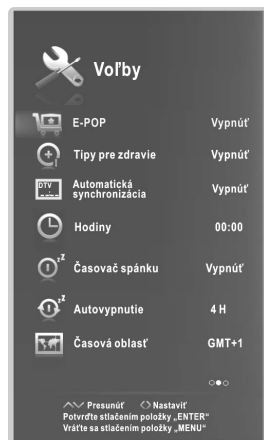 Voľby
E-POP Vypnúť
Tipy pre zdravie Vypnúť
Automatická
synchronizácia Vypnúť
Hodiny 00:00
Časovač spánku Vypnúť
Autovypnutie 4 H
Časová oblasť GMT+1
Presunúť Nastaviť
Potvrďte stlačením položky „ENTER“
Vráťte sa stlačením položky „MENU“